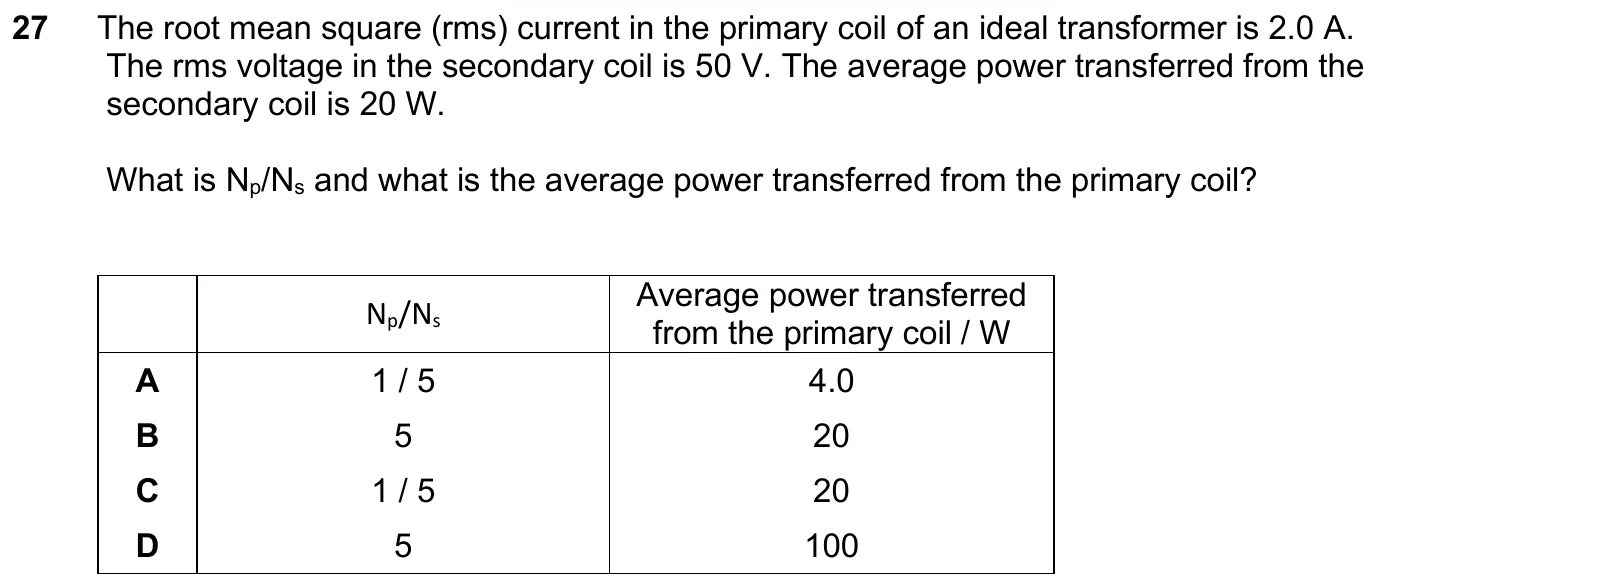 27 The root mean square (rms) current in the primary coil of an ideal transformer is 2.0 A.
The rms voltage in the secondary coil is 50 V. The average power transferred from the
secondary coil is 20 W.
What is Np/Ns and what is the average power transferred from the primary coil?
Np/Ns Average power transferred
from the primary coil / W
A 1 / 5 4.0
B 5 20
C 1 / 5 20
D 5 100